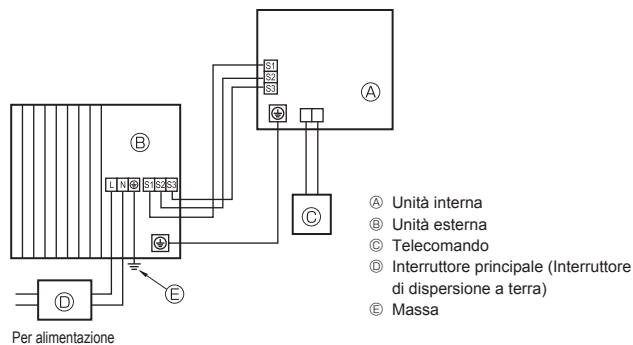 S1
S2
S3
Ⓐ
Ⓑ
L N S1 S2 S3
Ⓒ
Ⓓ
Ⓔ
Per alimentazione
Ⓐ Unità interna
Ⓑ Unità esterna
Ⓒ Telecomando
Ⓓ Interruttore principale (Interruttore
di dispersione a terra)
Ⓔ Massa